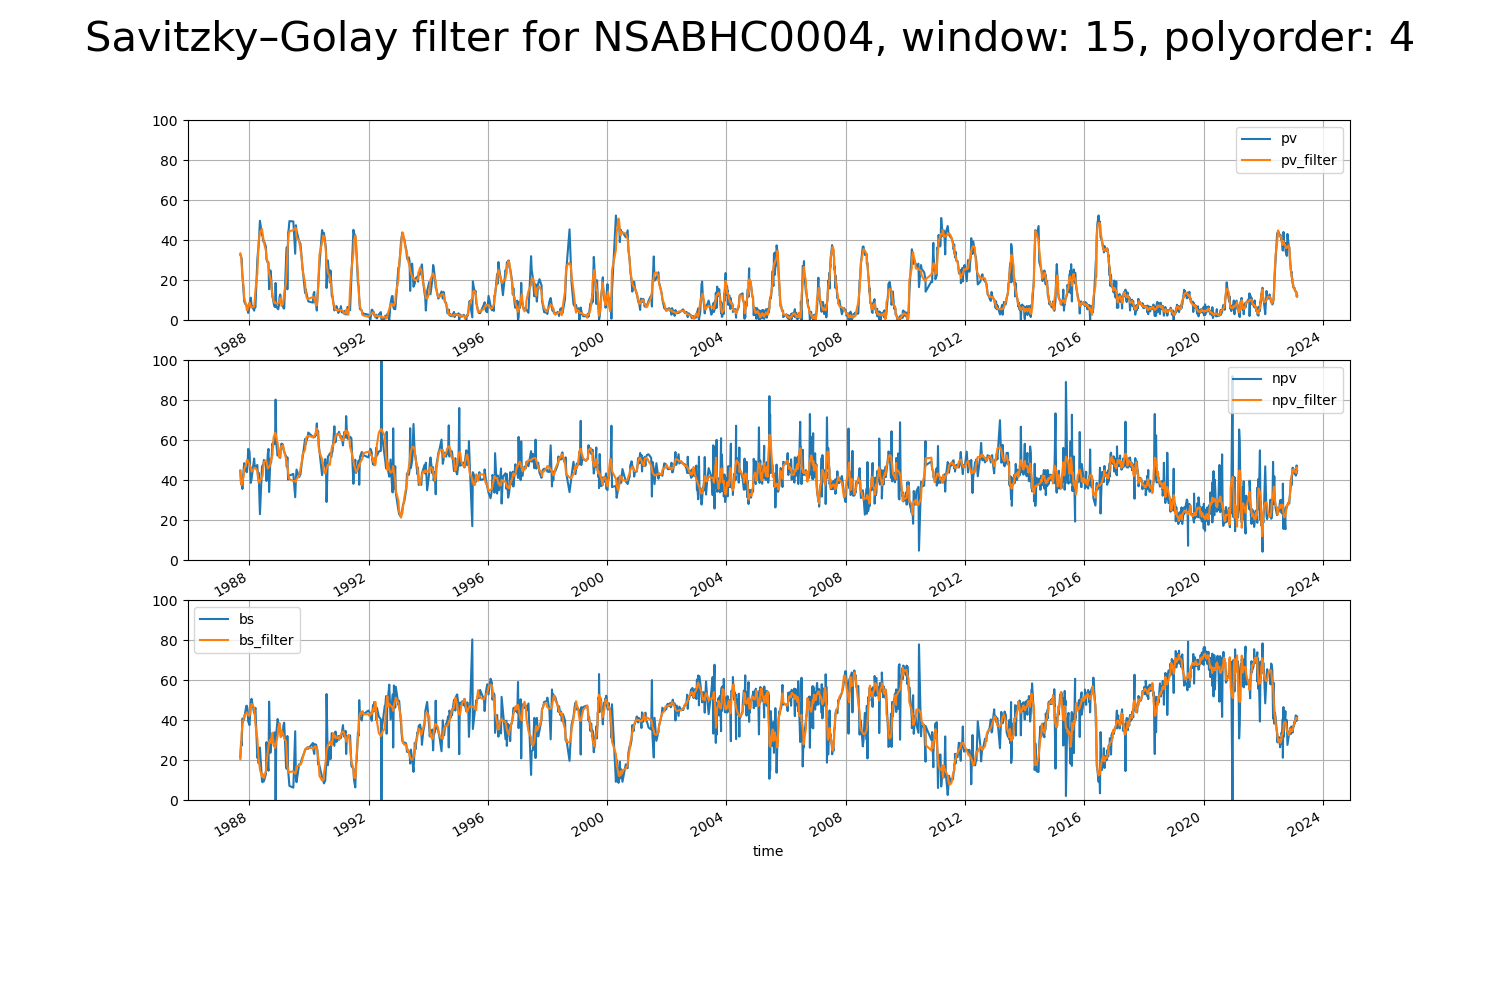 Savitzky–Golay filter for NSABHC0004, window: 15, polyorder: 4
100
80
60
40
20
0
pv
pv_filter
1988 1992 1996 2000 2004 2008 2012 2016 2020 2024
100
80
60
40
20
0
npv
npv_filter
1988 1992 1996 2000 2004 2008 2012 2016 2020 2024
100
80
60
40
20
0
bs
bs_filter
1988 1992 1996 2000 2004 2008 2012 2016 2020 2024
time